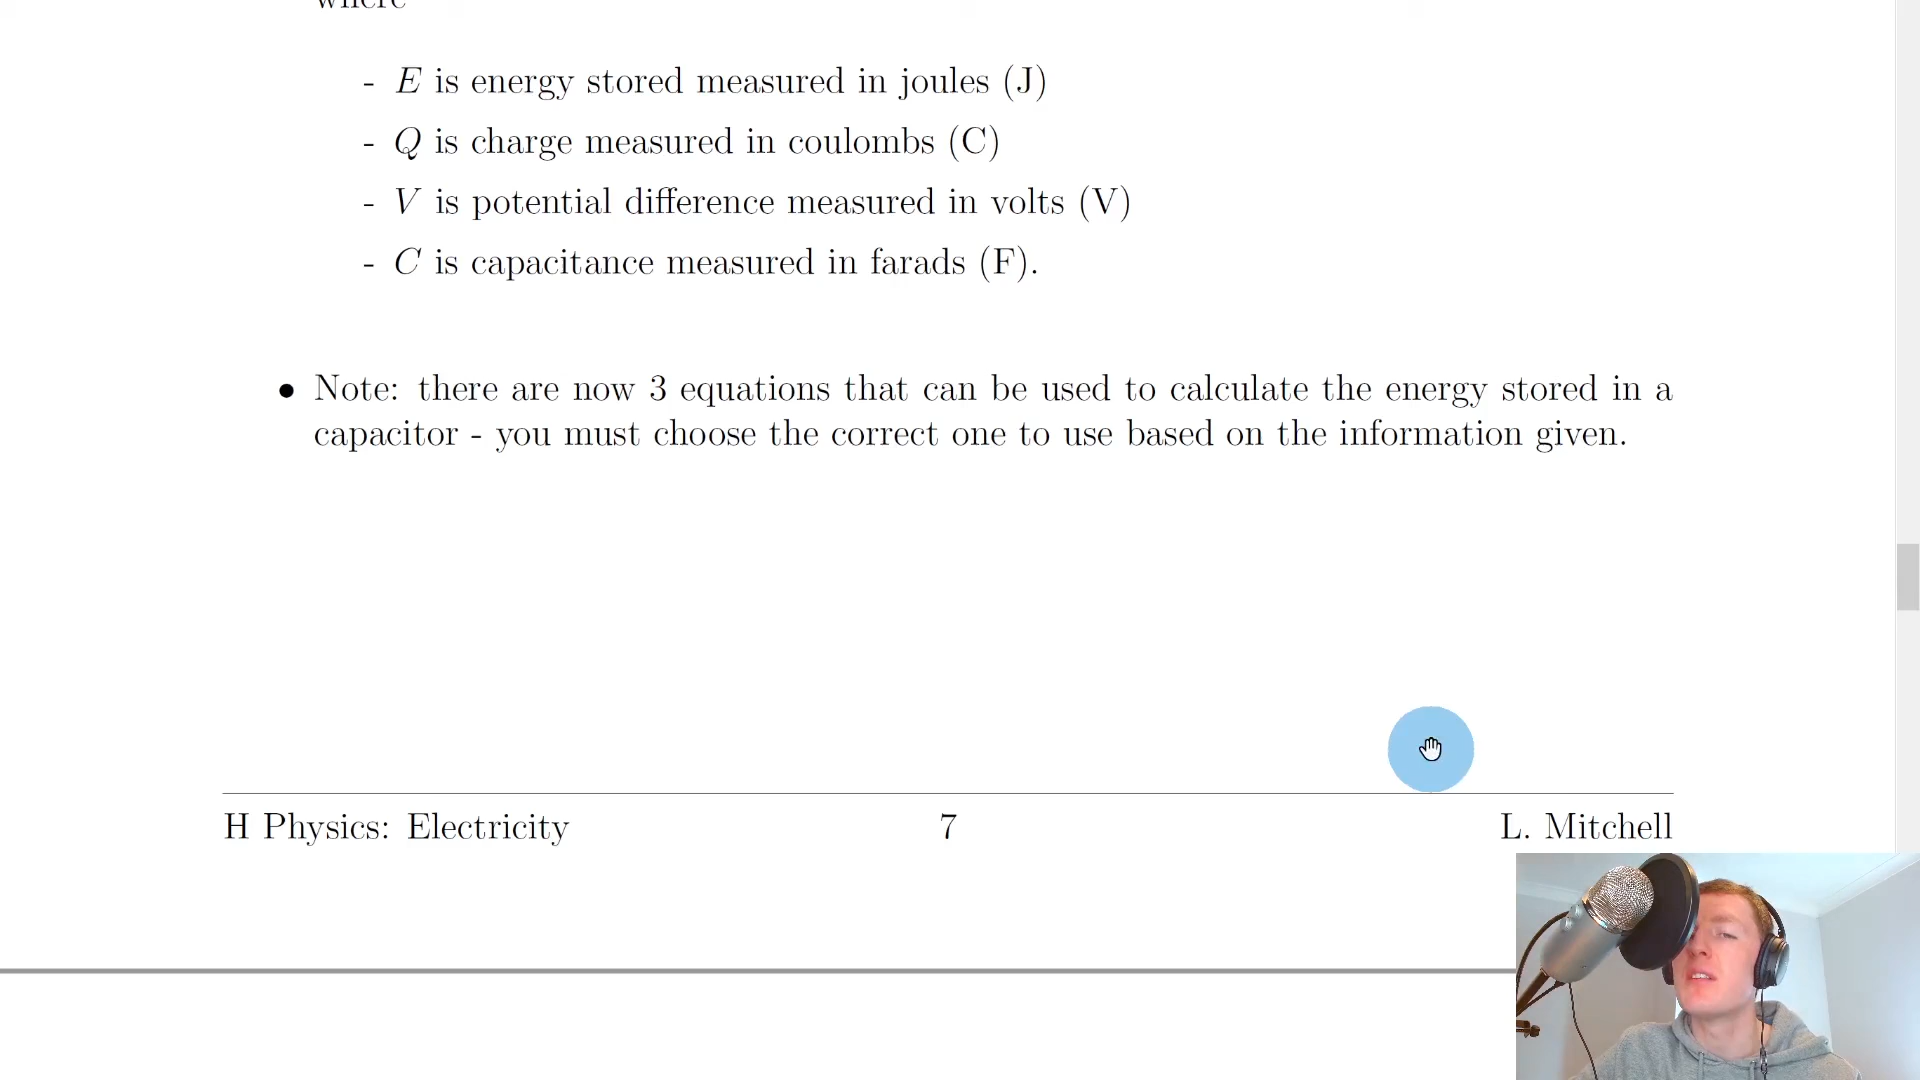 where
- E is energy stored measured in joules (J)
- Q is charge measured in coulombs (C)
- V is potential difference measured in volts (V)
- C is capacitance measured in farads (F).
• Note: there are now 3 equations that can be used to calculate the energy stored in a
capacitor - you must choose the correct one to use based on the information given.
H Physics: Electricity 7 L. Mitchell